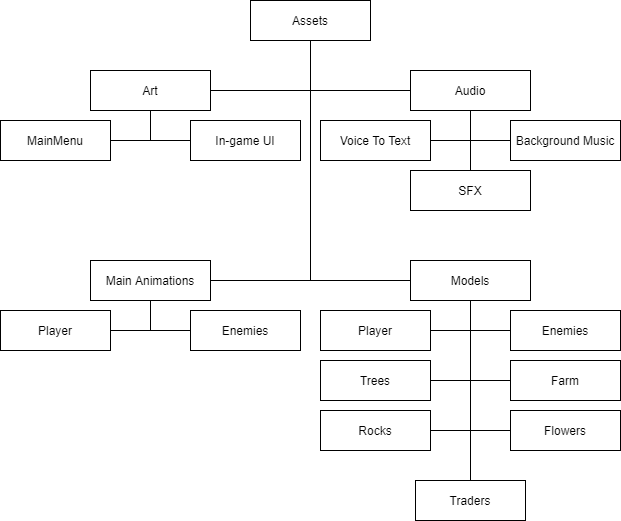 Assets
Art
Audio
MainMenu
In-game UI
Voice To Text
Background Music
SFX
Main Animations
Models
Player
Enemies
Player
Enemies
Trees
Farm
Rocks
Flowers
Traders